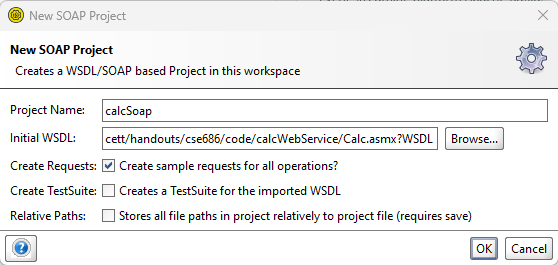 New SOAP Project
New SOAP Project
Creates a WSDL/SOAP based Project in this workspace
Project Name: calcSoap
Initial WSDL: cett/handouts/cse686/code/calcWebService/Calc.asmx?WSDL Browse...
Create Requests: Create sample requests for all operations?
Create TestSuite: Creates a TestSuite for the imported WSDL
Relative Paths: Stores all file paths in project relatively to project file (requires save)
? OK Cancel